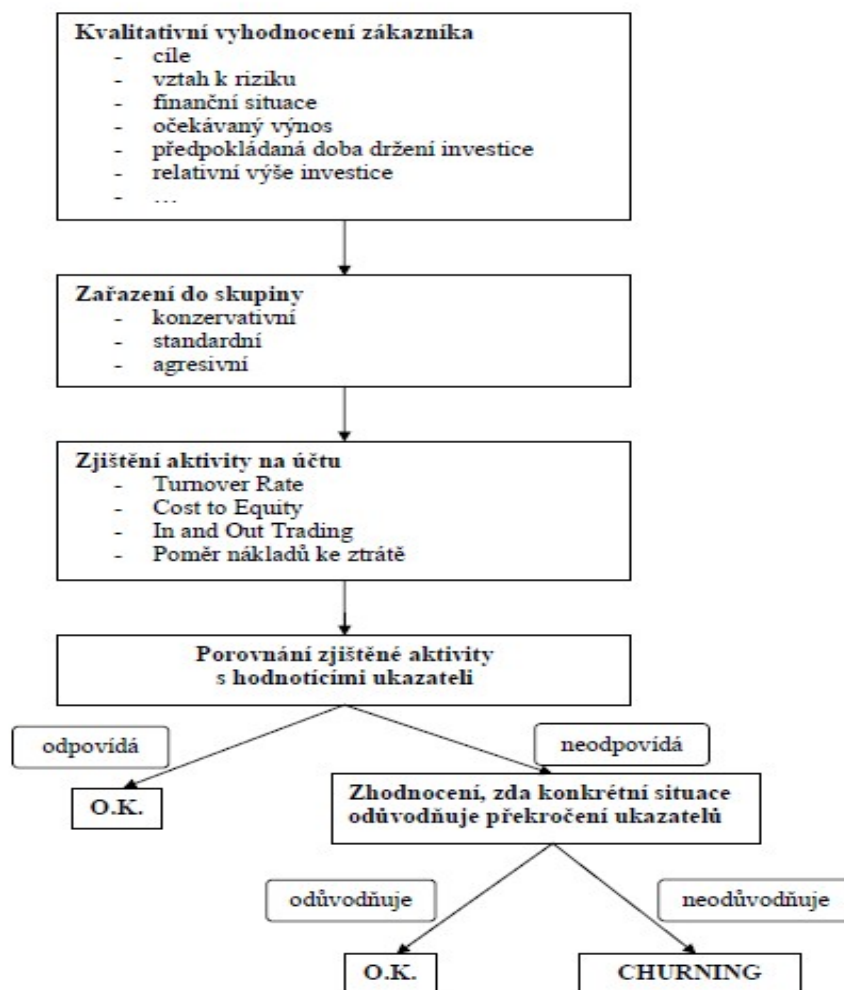 Kvalitativní vyhodnocení zákazníka
- cíle
- vztah k riziku
- finanční situace
- očekávaný výnos
- předpokládaná doba držení investice
- relativní výše investice
- …
Zařazení do skupiny
- konzervativní
- standardní
- agresivní
Zjištění aktivity na účtu
- Turnover Rate
- Cost to Equity
- In and Out Trading
- Poměr nákladů ke ztrátě
Porovnání zjištěné aktivity
s hodnotícími ukazateli
odpovídá
neodpovídá
O.K.
Zhodnocení, zda konkrétní situace
odůvodňuje překročení ukazatelů
odůvodňuje
neodůvodňuje
O.K.
CHURNING